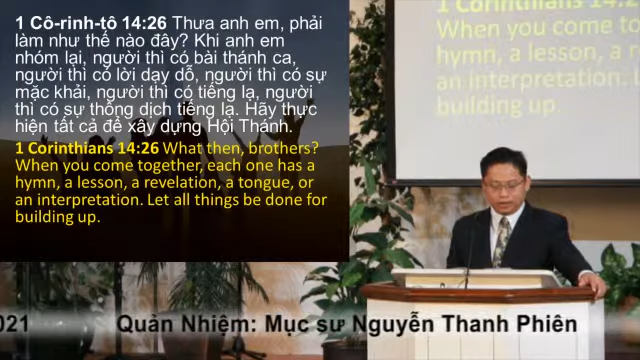 1 Cô-rinh-tô 14:26 Thưa anh em, phải
làm như thế nào đây? Khi anh em
nhóm lại, người thì có bài thánh ca,
người thì có lời dạy dỗ, người thì có sự
mặc khải, người thì có tiếng lạ, người
thì có sự thông dịch tiếng lạ. Hãy thực
hiện tất cả để xây dựng Hội Thánh.
1 Corinthians 14:26 What then, brothers?
When you come together, each one has a
hymn, a lesson, a revelation, a tongue, or
an interpretation. Let all things be done for
building up.
1 Corinthians 14:2
When you come to
hymn, a lesson, a r
an interpretation.
building up.
021 Quản Nhiệm: Mục sư Nguyễn Thanh Phiên